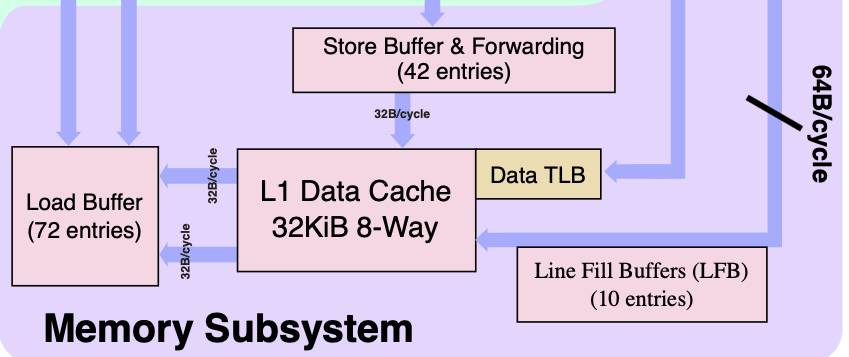 Store Buffer & Forwarding
(42 entries)
64B/cycle
32B/cycle
Load Buffer
(72 entries)
32B/cycle
32B/cycle
L1 Data Cache
32KiB 8-Way
Data TLB
Line Fill Buffers (LFB)
(10 entries)
Memory Subsystem